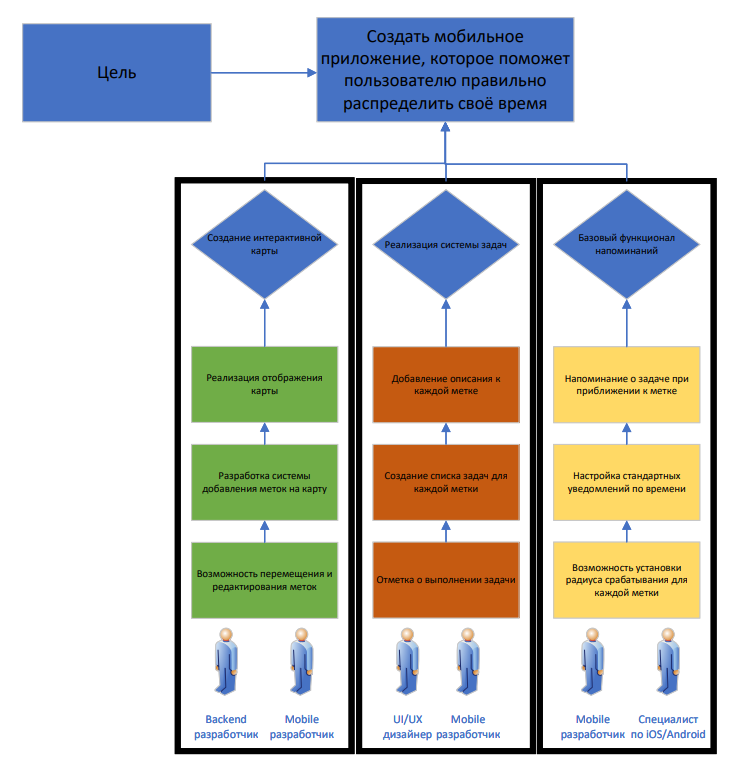 Цель
Создать мобильное
приложение, которое поможет
пользователю правильно
распределить своё время
Создание интерактивной
карты
Реализация отображения
карты
Разработка системы
добавления меток на карту
Возможность перемещения и
редактирования меток
Backend
разработчик
Mobile
разработчик
Реализация системы задач
Добавление описания к
каждой метке
Создание списка задач для
каждой метки
Отметка о выполнении задачи
UI/UX
дизайнер
Mobile
разработчик
Базовый функционал
напоминаний
Напоминание о задаче при
приближении к метке
Настройка стандартных
уведомлений по времени
Возможность установки
радиуса срабатывания для
каждой метки
Mobile
разработчик
Специалист
по iOS/Android